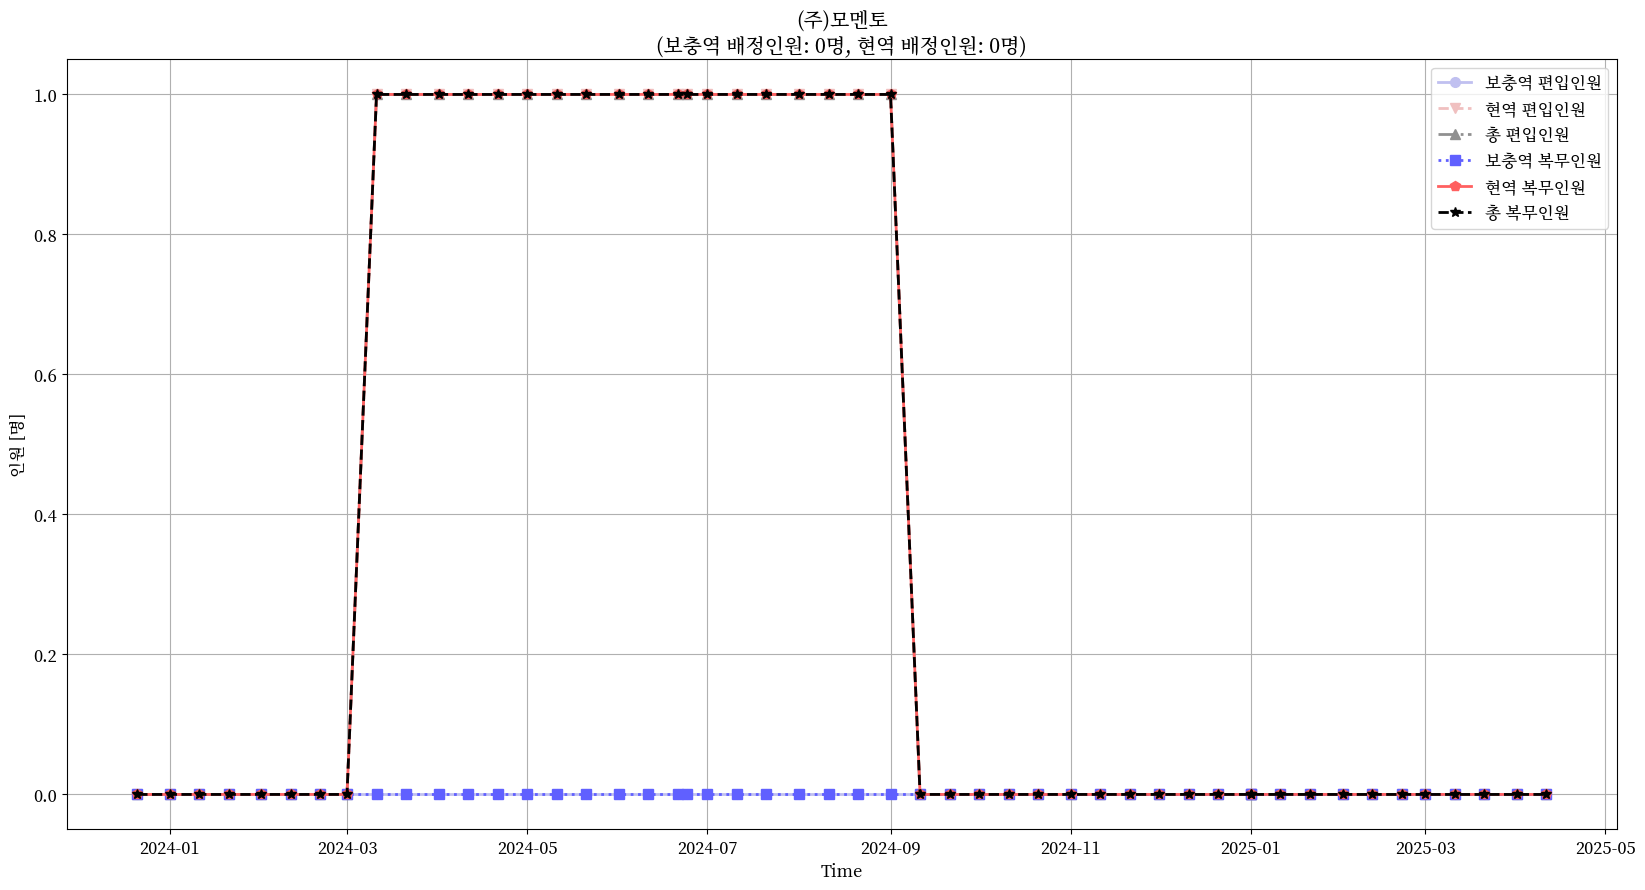 (주)모멘토
(보충역 배정인원: 0명, 현역 배정인원: 0명)
보충역 편입인원
현역 편입인원
총 편입인원
보충역 복무인원
현역 복무인원
총 복무인원
인원 [명]
1.0
0.8
0.6
0.4
0.2
0.0
2024-01 2024-03 2024-05 2024-07 2024-09 2024-11 2025-01 2025-03 2025-05
Time